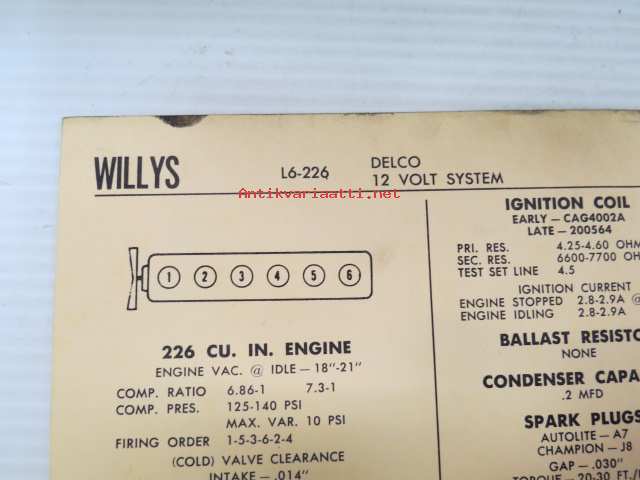 WILLYS
L6-226
DELCO
12 VOLT SYSTEM
Antikvariaatti.net
1 2 3 4 5 6
226 CU. IN. ENGINE
ENGINE VAC. @ IDLE — 18"-21"
COMP. RATIO 6.86-1 7.3-1
COMP. PRES. 125-140 PSI
MAX. VAR. 10 PSI
FIRING ORDER 1-5-3-6-2-4
(COLD) VALVE CLEARANCE
INTAKE — .014"
IGNITION COIL
EARLY — CAG4002A
LATE — 200564
PRI. RES. 4.25-4.60 OHM
SEC. RES. 6600-7700 OH
TEST SET LINE 4.5
IGNITION CURRENT
ENGINE STOPPED 2.8-2.9A @
ENGINE IDLING 2.8-2.9A
BALLAST RESISTO
NONE
CONDENSER CAPA
.2 MFD
SPARK PLUGS
AUTOLITE — A7
CHAMPION — J8
GAP — .030"
TORQUE — 20-30 FT./